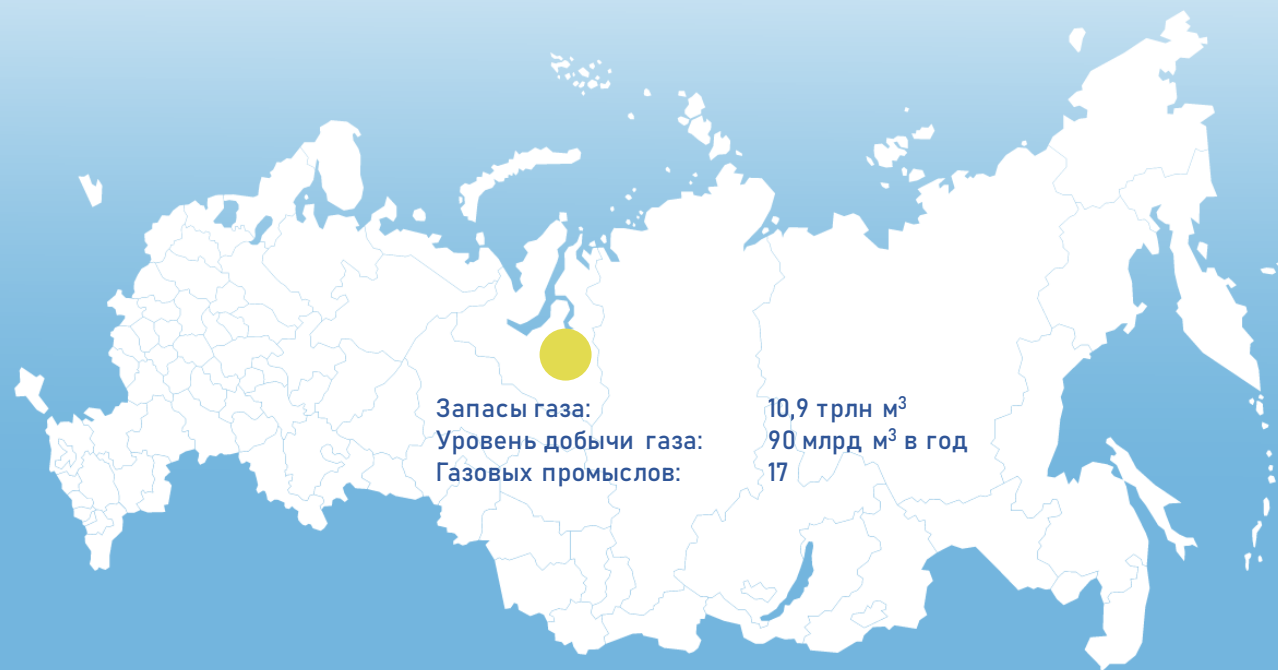 Запасы газа: 10,9 трлн м³
Уровень добычи газа: 90 млрд м³ в год
Газовых промыслов: 17